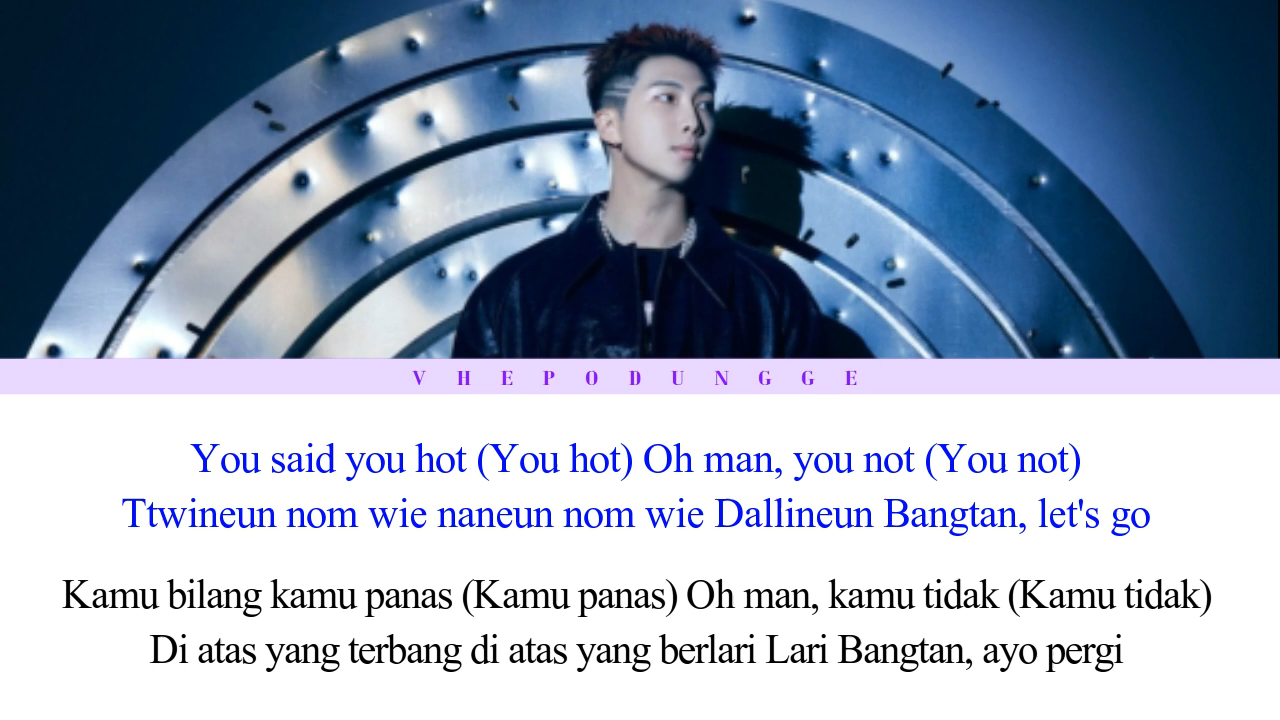 VHEPODUNGGE
You said you hot (You hot) Oh man, you not (You not)
Ttwineun nom wie naneun nom wie Dallineun Bangtan, let's go
Kamu bilang kamu panas (Kamu panas) Oh man, kamu tidak (Kamu tidak)
Di atas yang terbang di atas yang berlari Lari Bangtan, ayo pergi